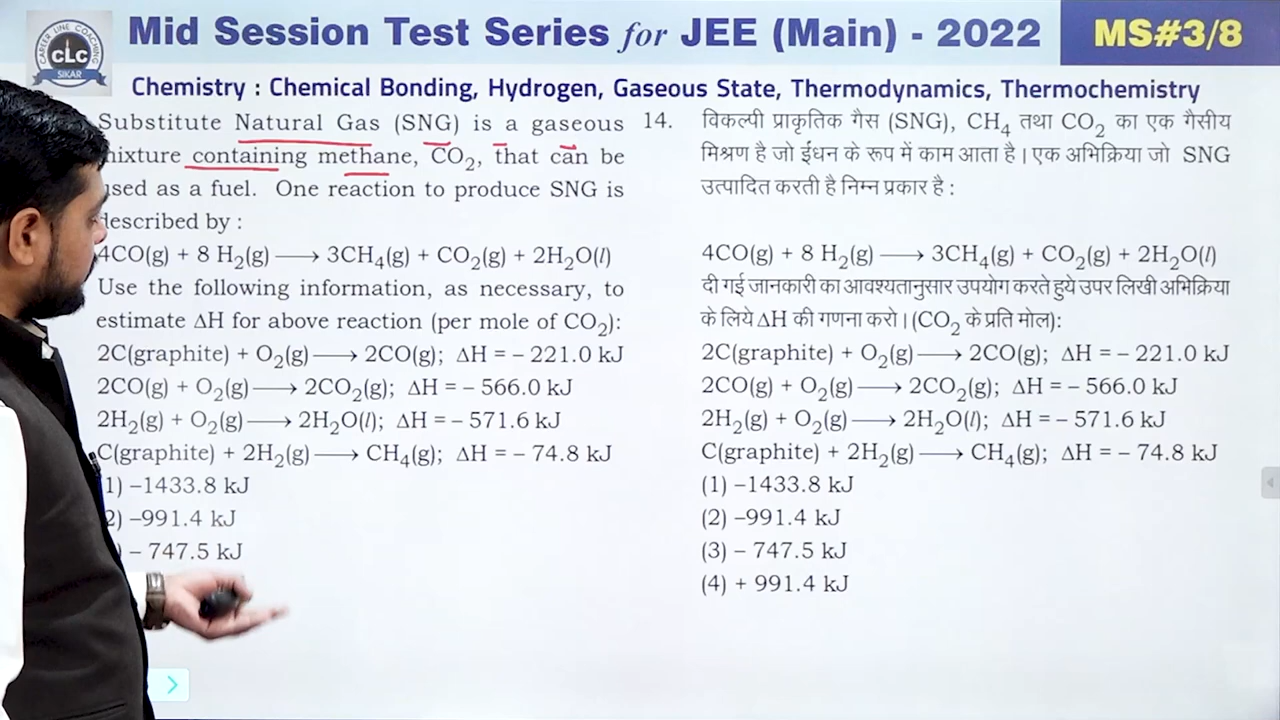 Mid Session Test Series for JEE (Main) - 2022
MS#3/8
CAREER LINE COACHING
CLC
SIKAR
Chemistry : Chemical Bonding, Hydrogen, Gaseous State, Thermodynamics, Thermochemistry
Substitute Natural Gas (SNG) is a gaseous
containing methane, CO₂, that can be
used as a fuel. One reaction to produce SNG is
described by :
4CO(g) + 8 H₂(g) ⟶ 3CH₄(g) + CO₂(g) + 2H₂O(l)
Use the following information, as necessary, to
estimate ΔH for above reaction (per mole of CO₂):
2C(graphite) + O₂(g) ⟶ 2CO(g); ΔH = – 221.0 kJ
2CO(g) + O₂(g) ⟶ 2CO₂(g); ΔH = – 566.0 kJ
2H₂(g) + O₂(g) ⟶ 2H₂O(l); ΔH = – 571.6 kJ
C(graphite) + 2H₂(g) ⟶ CH₄(g); ΔH = – 74.8 kJ
1) –1433.8 kJ
2) –991.4 kJ
) – 747.5 kJ
14. विकल्पी प्राकृतिक गैस (SNG), CH₄ तथा CO₂ का एक गैसीय
मिश्रण है जो ईंधन के रूप में काम आता है। एक अभिक्रिया जो SNG
उत्पादित करती है निम्न प्रकार है :
4CO(g) + 8 H₂(g) ⟶ 3CH₄(g) + CO₂(g) + 2H₂O(l)
दी गई जानकारी का आवश्यतानुसार उपयोग करते हुये उपर लिखी अभिक्रिया
के लिये ΔH की गणना करो। (CO₂ के प्रति मोल):
2C(graphite) + O₂(g) ⟶ 2CO(g); ΔH = – 221.0 kJ
2CO(g) + O₂(g) ⟶ 2CO₂(g); ΔH = – 566.0 kJ
2H₂(g) + O₂(g) ⟶ 2H₂O(l); ΔH = – 571.6 kJ
C(graphite) + 2H₂(g) ⟶ CH₄(g); ΔH = – 74.8 kJ
(1) –1433.8 kJ
(2) –991.4 kJ
(3) – 747.5 kJ
(4) + 991.4 kJ